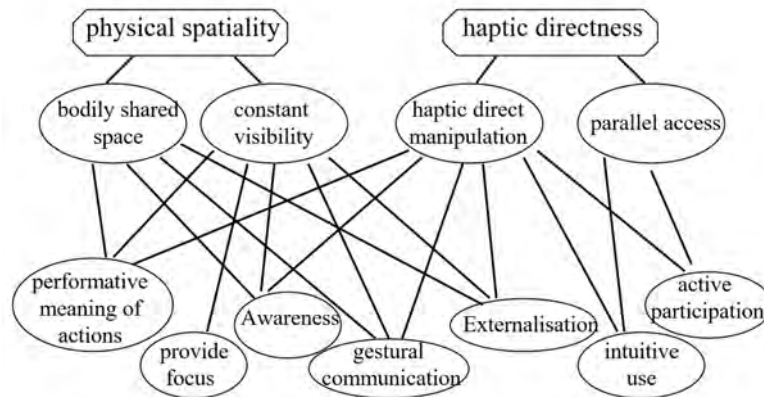 physical spatiality
haptic directness
bodily shared
space
constant
visibility
haptic direct
manipulation
parallel access
performative
meaning of
actions
provide
focus
Awareness
gestural
communication
Externalisation
intuitive
use
active
participation